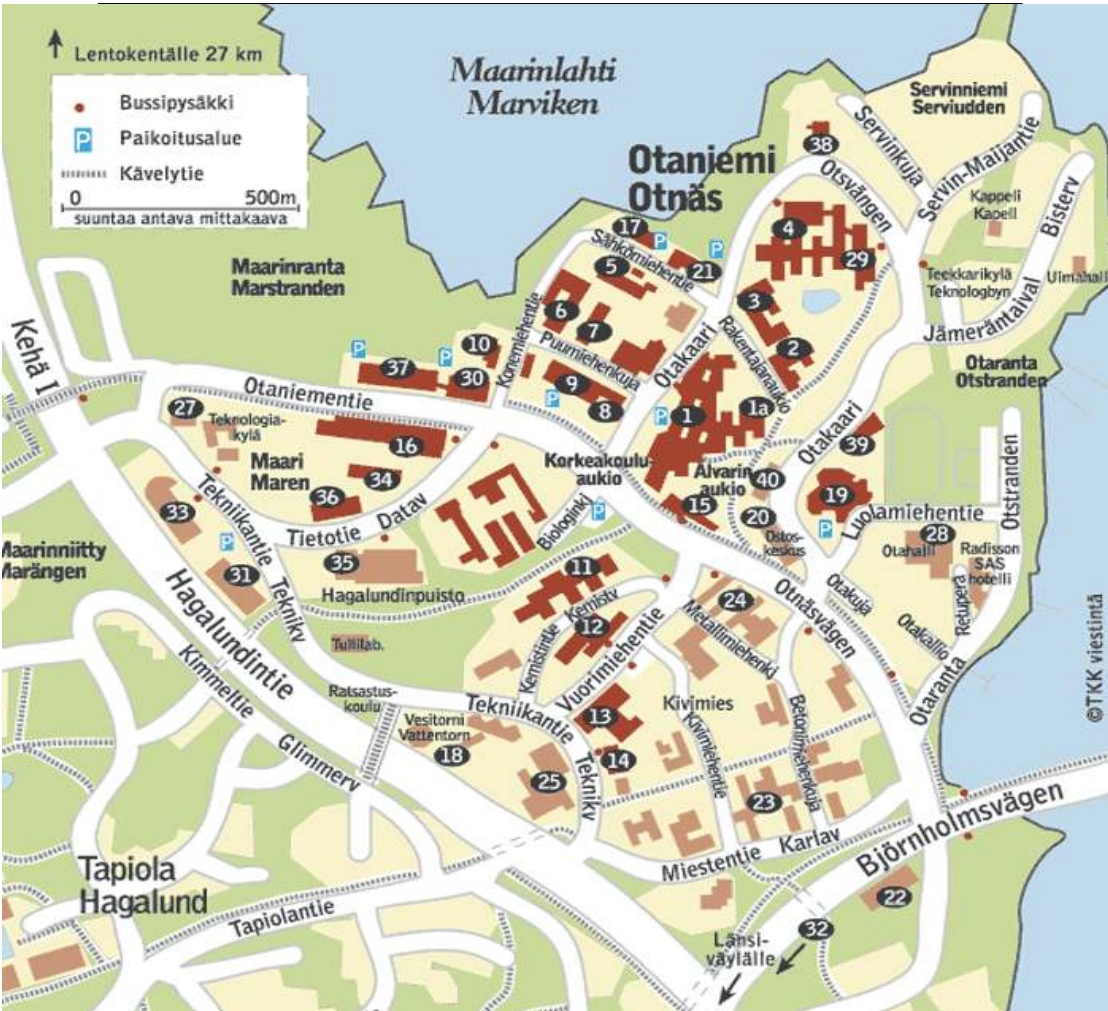 Lentokentälle 27 km
Bussipysäkki
P Paikoitusalue
Kävelytie
0 500m
suuntaa antava mittakaava
Maarinlahti
Marviken
Servinniemi
Serviudden
Otaniemi
Otnäs
38
Servinkuja
Servin-Maijantie
Otsvängen
Kappeli
Kapell
Bisterv
17
P
P
4
Sähkömiehentie
5
21
29
Maarinranta
Marstranden
Teekkarikylä
Teknologbyn
Uimahall
6
7
3
Kehä I
Konemiehentie
Puumiehenkuja
Otakaari
Rakentajanaukio
2
Jämeräntaival
P
P
10
37
30
9
8
P
P
1
1a
Otaranta
Otstranden
Otaniementie
27
Teknologia-
kylä
16
Otakaari
39
Maari
Maren
34
36
Korkeakoulu-
aukio
Alvarin
aukio
40
19
Otstranden
33
Tekniikantie
Teknikv
Tietotie
Datav
Biologinkj
P
15
20
P
Luolamiehentie
Ostos-
keskus
28
Otahalli
Radisson
SAS
hotelli
Maarinniitty
Marängen
P
31
35
Hagalundinpuisto
11
Kemistv
Otakuja
Retupera
Hagalundintie
24
Otnäsvägen
Otakallio
12
Metallimiehenkj
Tullilab.
Kemistintie
Vuorimiehentie
Kimmeltie
Glimmerv
Ratsastus-
koulu
Tekniikantie
Teknikv
Kivimies
Otaranta
Vesitorni
Vattentorn
18
13
Kivimiehentie
Betonimiehenkuja
14
25
23
Björnholmsvägen
Miestentie
Karlav
Tapiola
Hagalund
Tapiolantie
22
32
Länsi-
väylälle
©TKK viestintä